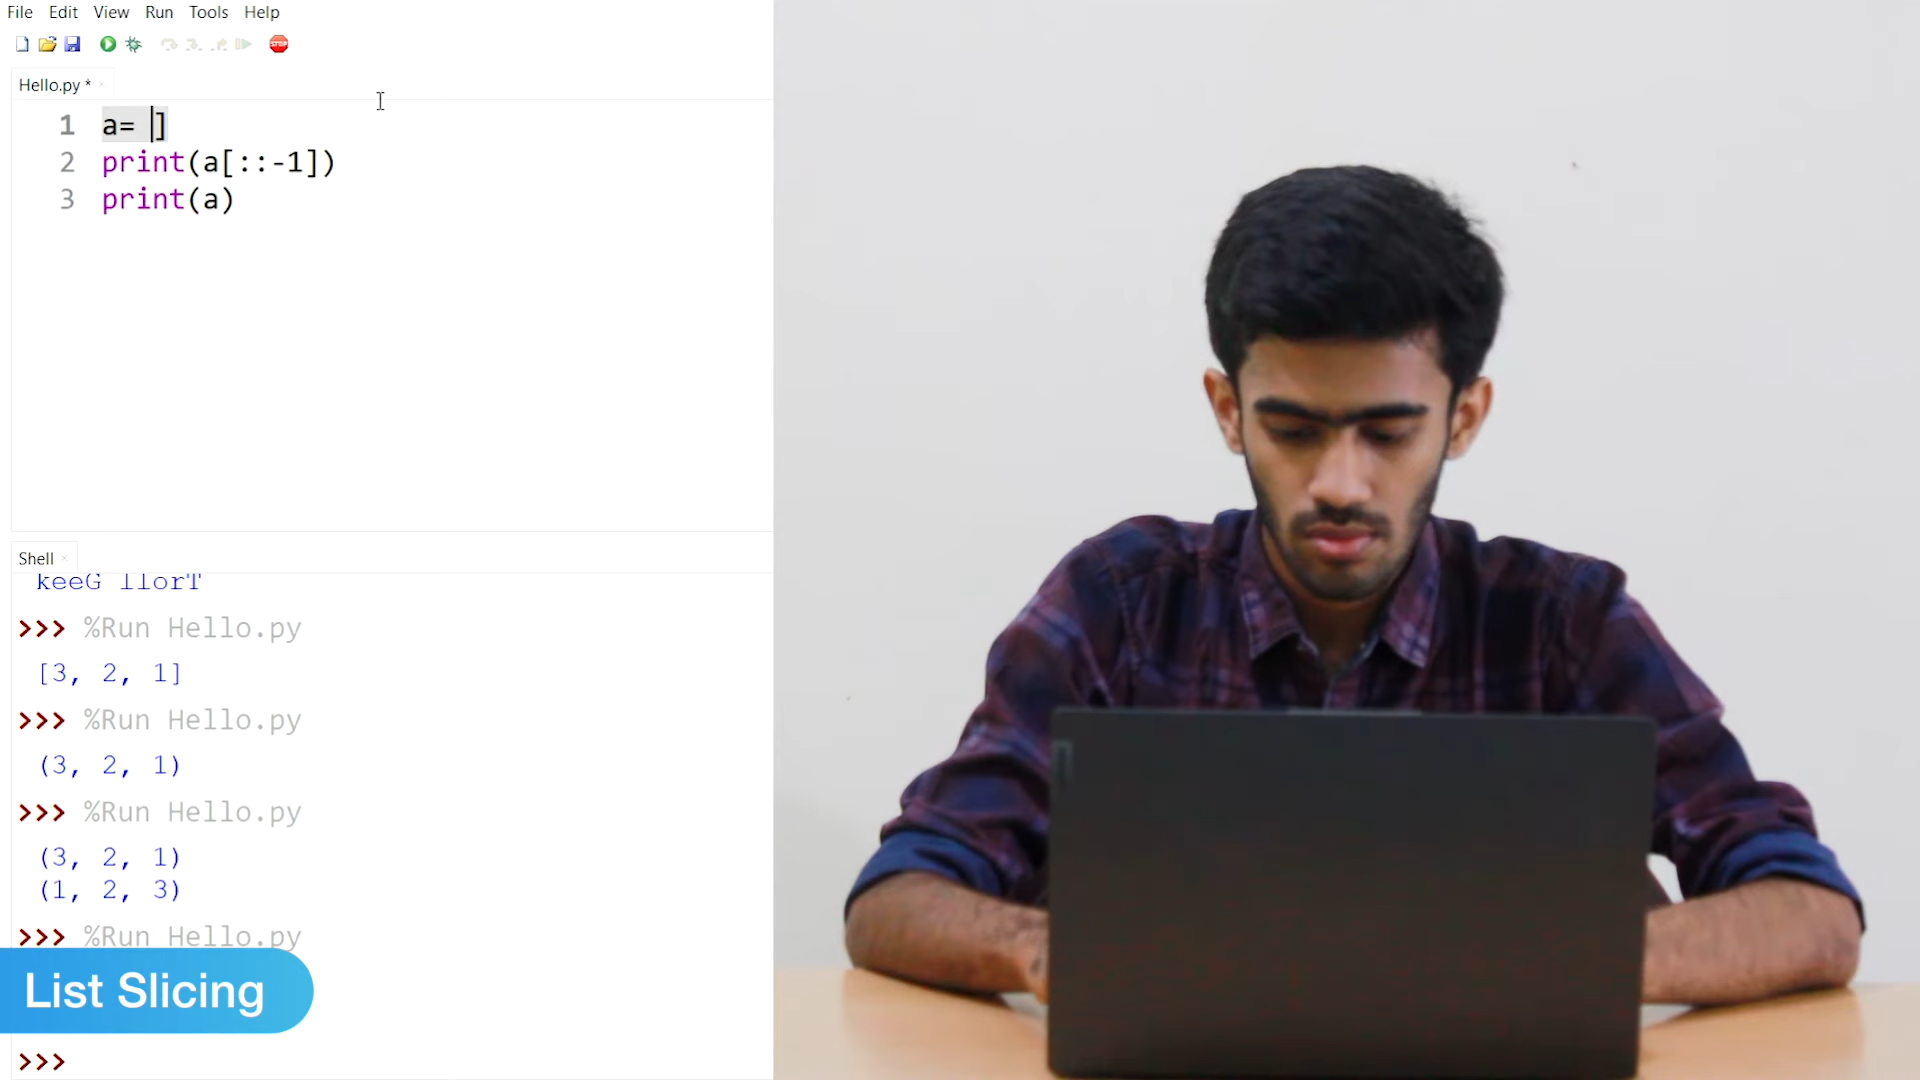 File Edit View Run Tools Help
STOP
Hello.py *
1 a= ]
2 print(a[::-1])
3 print(a)
Shell
keeG llorT
>>> %Run Hello.py
[3, 2, 1]
>>> %Run Hello.py
(3, 2, 1)
>>> %Run Hello.py
(3, 2, 1)
(1, 2, 3)
>>> %Run Hello.py
List Slicing
>>>